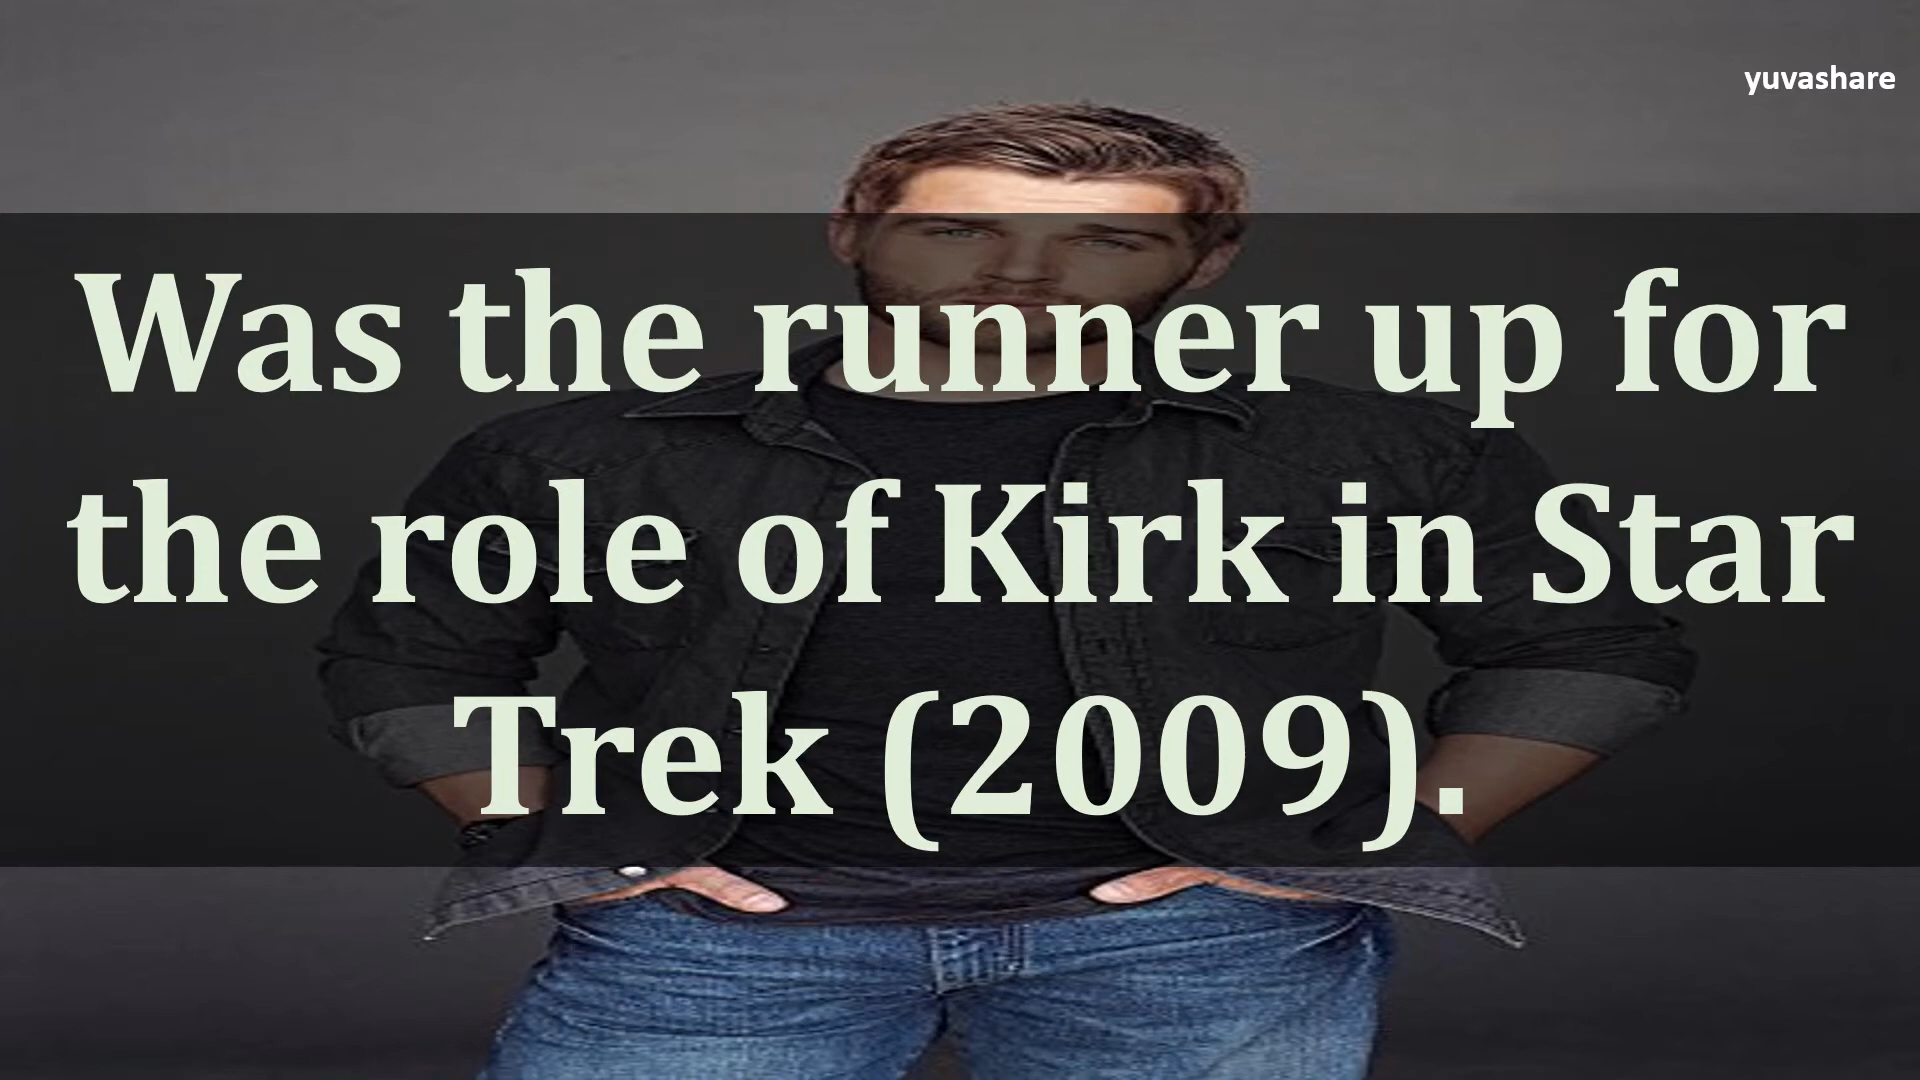 yuvashare
Was the runner up for
the role of Kirk in Star
Trek (2009).